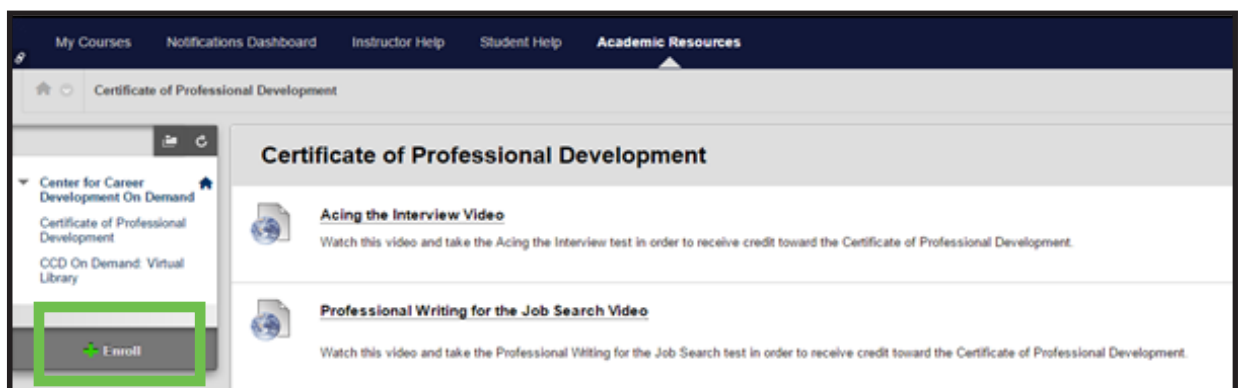 My Courses Notifications Dashboard Instructor Help Student Help Academic Resources
Certificate of Professional Development
Center for Career
Development On Demand
Certificate of Professional
Development
CCD On Demand: Virtual
Library
Enroll
Certificate of Professional Development
Acing the Interview Video
Watch this video and take the Acing the Interview test in order to receive credit toward the Certificate of Professional Development.
Professional Writing for the Job Search Video
Watch this video and take the Professional Writing for the Job Search test in order to receive credit toward the Certificate of Professional Development.